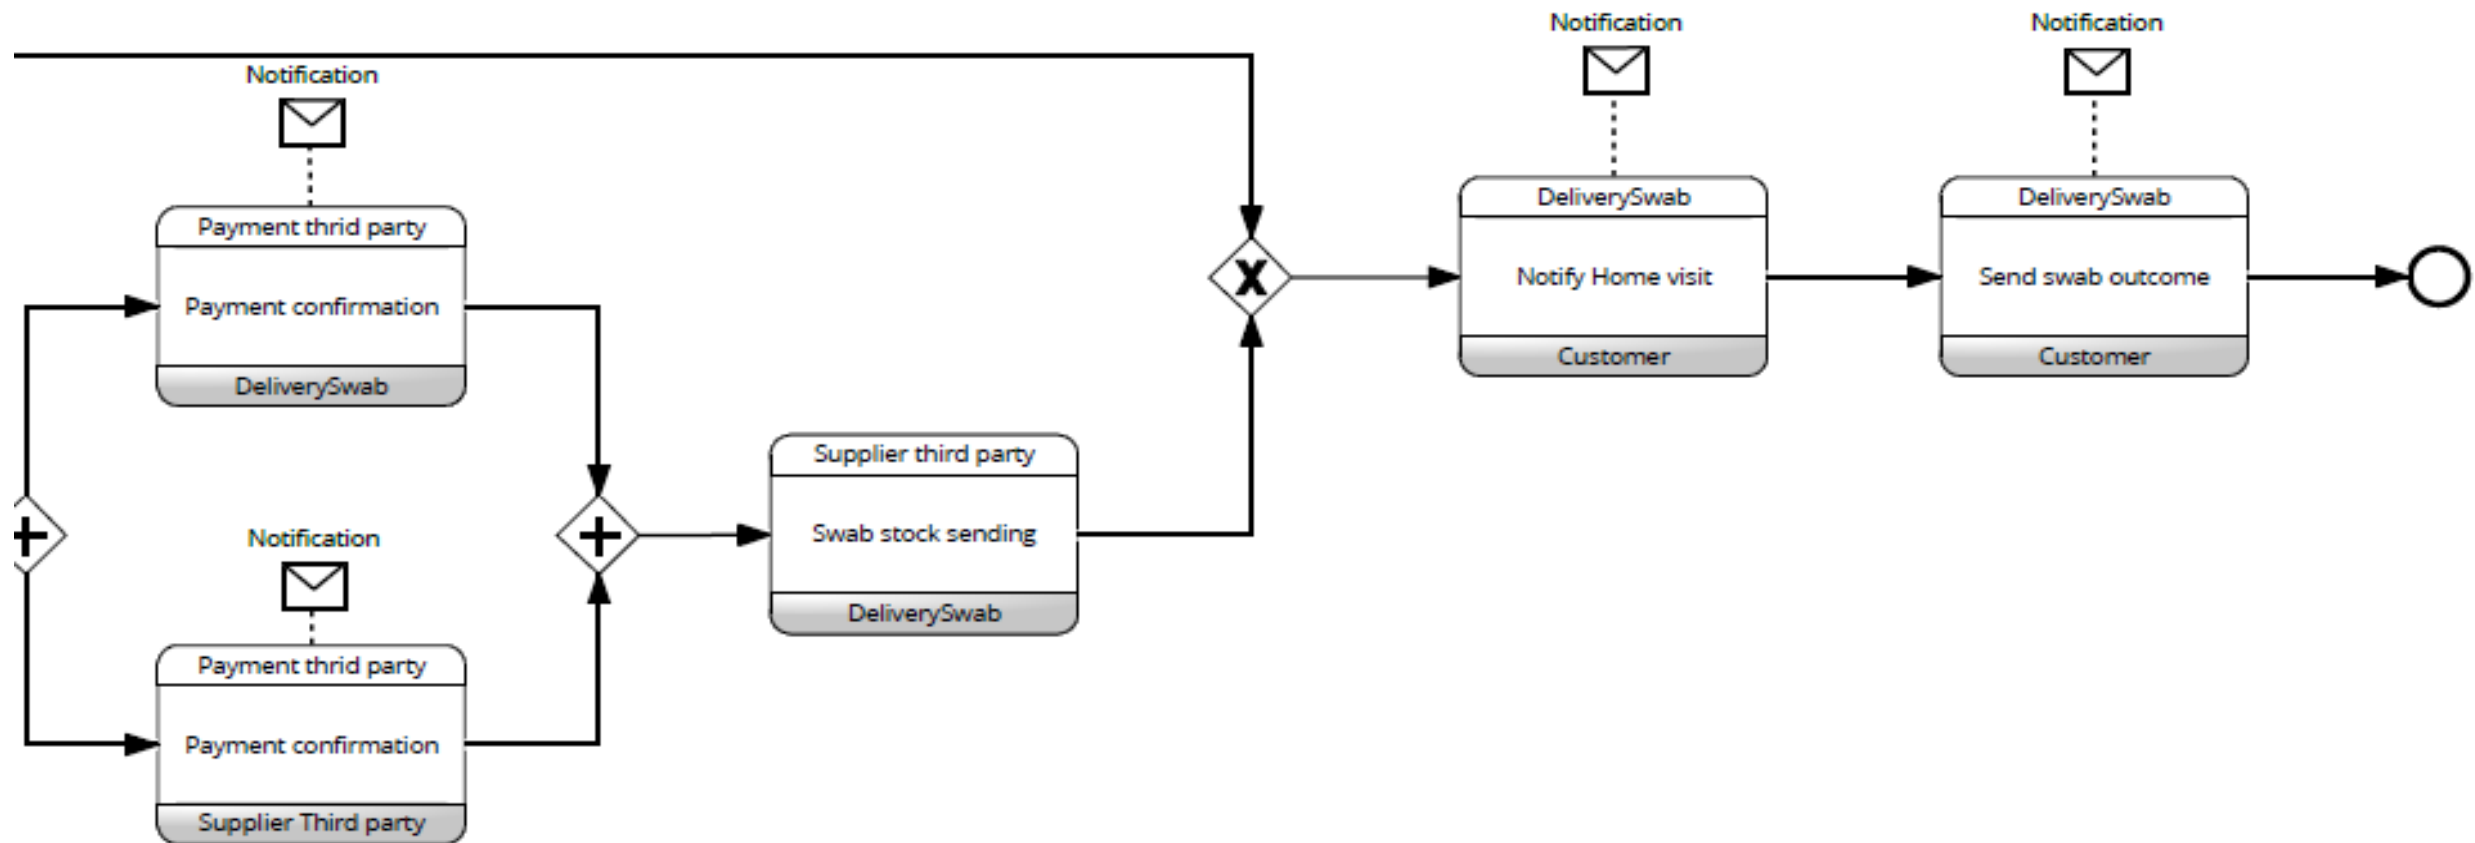 Notification
Payment thrid party
Payment confirmation
DeliverySwab
Notification
Payment thrid party
Payment confirmation
Supplier Third party
Supplier third party
Swab stock sending
DeliverySwab
X
Notification
DeliverySwab
Notify Home visit
Customer
Notification
DeliverySwab
Send swab outcome
Customer